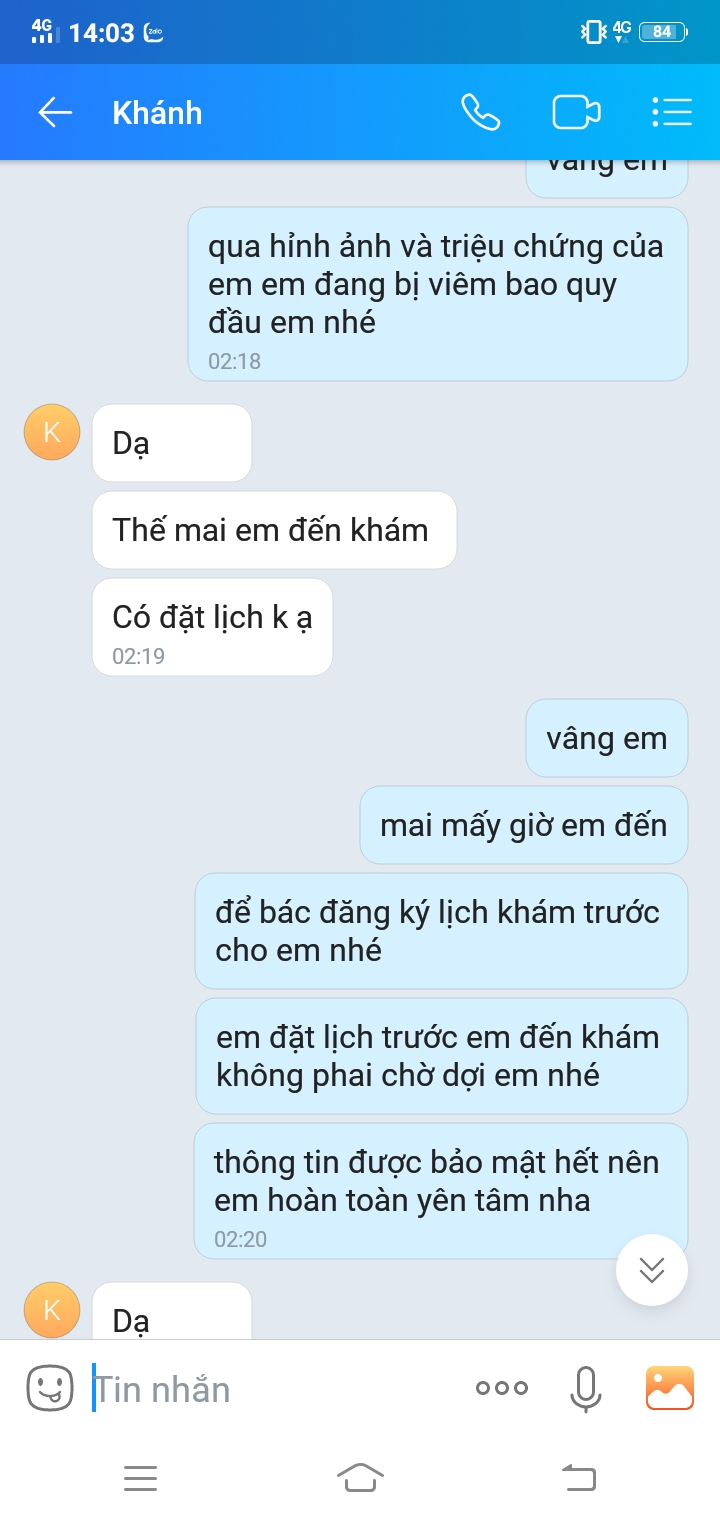 4G 14:03 Zalo 4G 84
Khánh
vâng em
qua hỉnh ảnh và triệu chứng của
em em đang bị viêm bao quy
đầu em nhé
02:18
K
Dạ
Thế mai em đến khám
Có đặt lịch k ạ
02:19
vâng em
mai mấy giờ em đến
để bác đăng ký lịch khám trước
cho em nhé
em đặt lịch trước em đến khám
không phai chờ dợi em nhé
thông tin được bảo mật hết nên
em hoàn toàn yên tâm nha
02:20
K
Dạ
Tin nhắn